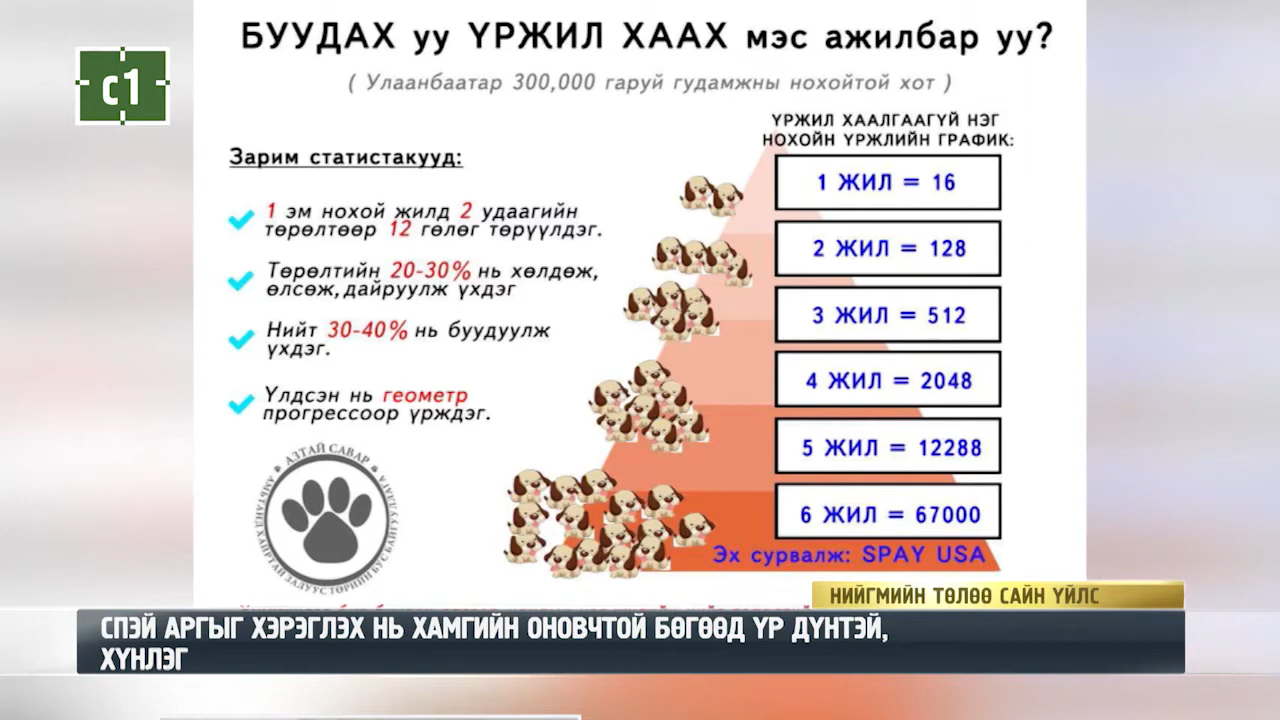 БУУДАХ уу ҮРЖИЛ ХААХ мэс ажилбар уу?
( Улаанбаатар 300,000 гаруй гудамжны нохойтой хот )
c1
ҮРЖИЛ ХААЛГААГҮЙ НЭГ
НОХОЙН ҮРЖЛИЙН ГРАФИК:
Зарим статистакууд:
1 эм нохой жилд 2 удаагийн
төрөлтөөр 12 гөлөг төрүүлдэг.
Төрөлтийн 20-30% нь хөлдөж,
өлсөж, дайруулж үхдэг
Нийт 30-40% нь буудуулж
үхдэг.
Үлдсэн нь геометр
прогрессоор үрждэг.
1 ЖИЛ = 16
2 ЖИЛ = 128
3 ЖИЛ = 512
4 ЖИЛ = 2048
5 ЖИЛ = 12288
6 ЖИЛ = 67000
Эх сурвалж: SPAY USA
АЗТАЙ САВАР
НИЙГМИЙН ТӨЛӨӨ САЙН ҮЙЛС
СПЭЙ АРГЫГ ХЭРЭГЛЭХ НЬ ХАМГИЙН ОНОВЧТОЙ БӨГӨӨД ҮР ДҮНТЭЙ,
ХҮНЛЭГ